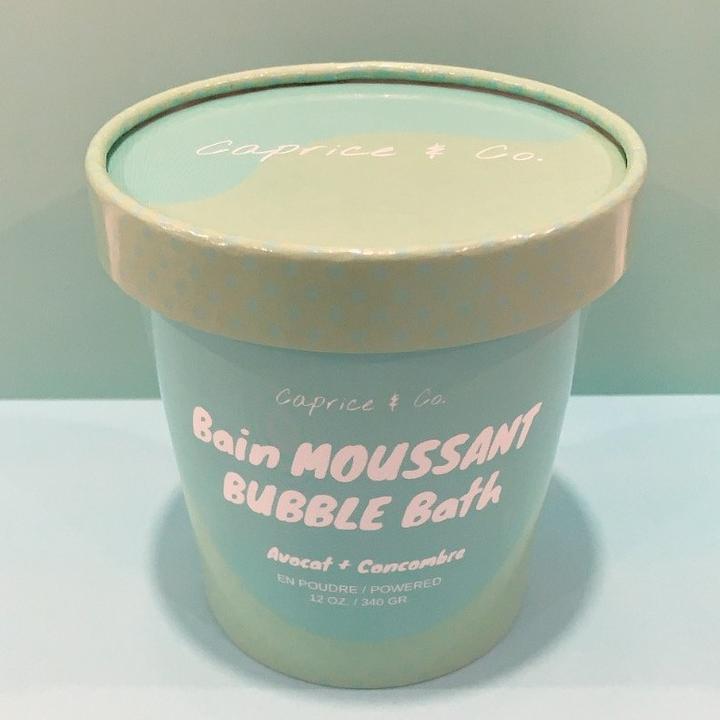 Caprice & Co.
Caprice & Co.
Bain MOUSSANT
BUBBLE Bath
Avocat + Concombre
EN POUDRE / POWERED
12 OZ. / 340 GR